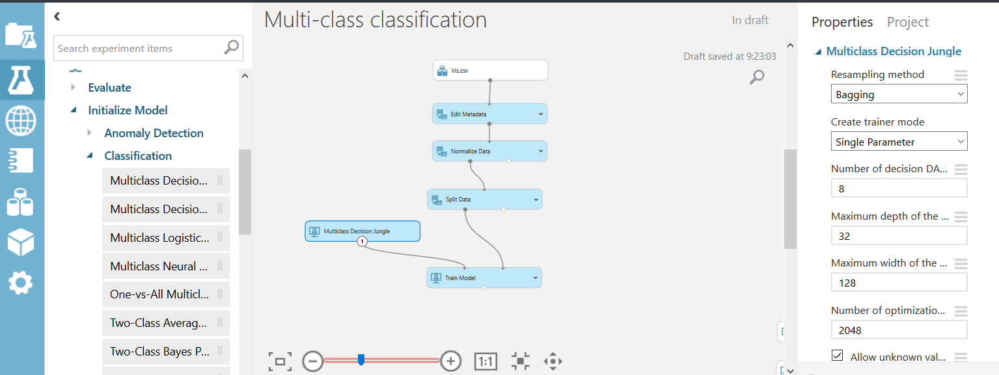 Multi-class classification
In draft
Properties
Project
Search experiment items
Evaluate
Initialize Model
Anomaly Detection
Classification
Multiclass Decisio...
Multiclass Decisio...
Multiclass Logistic...
Multiclass Neural ...
One-vs-All Multicl...
Two-Class Averag...
Two-Class Bayes P...
Draft saved at 9:23:03
iris.csv
Edit Metadata
Normalize Data
Split Data
Multiclass Decision Jungle
1
Train Model
1:1
Multiclass Decision Jungle
Resampling method
Bagging
Create trainer mode
Single Parameter
Number of decision DA...
8
Maximum depth of the ...
32
Maximum width of the ...
128
Number of optimizatio...
2048
Allow unknown val...